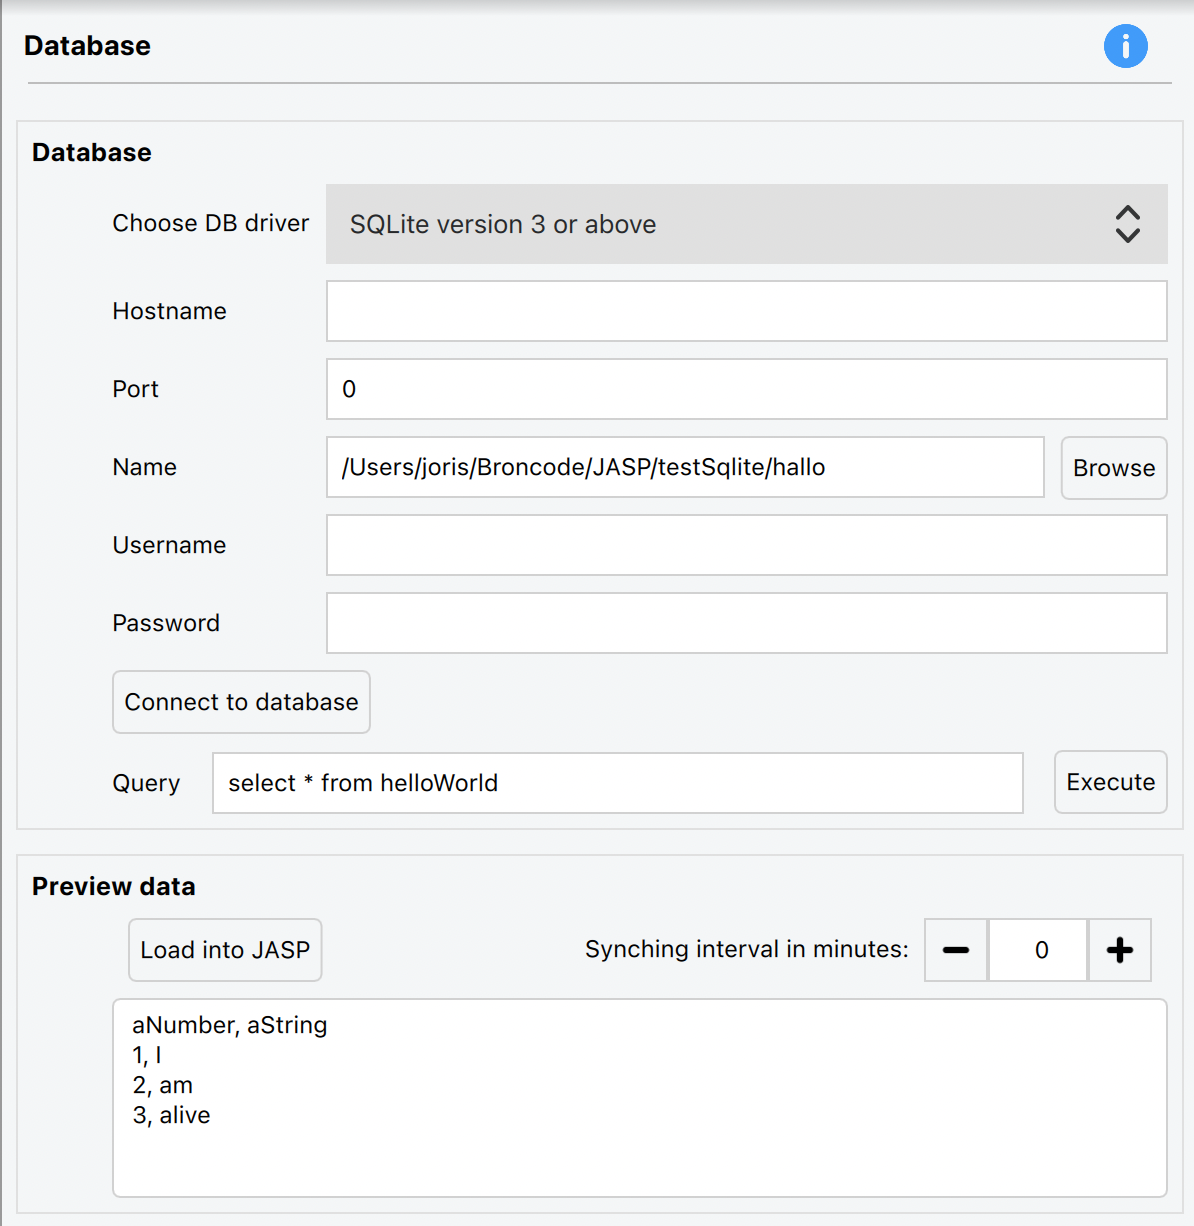 Database
Database
Choose DB driver SQLite version 3 or above
Hostname
Port 0
Name /Users/joris/Broncode/JASP/testSqlite/hallo Browse
Username
Password
Connect to database
Query select * from helloWorld Execute
Preview data
Load into JASP Synching interval in minutes: 0
aNumber, aString
1, I
2, am
3, alive